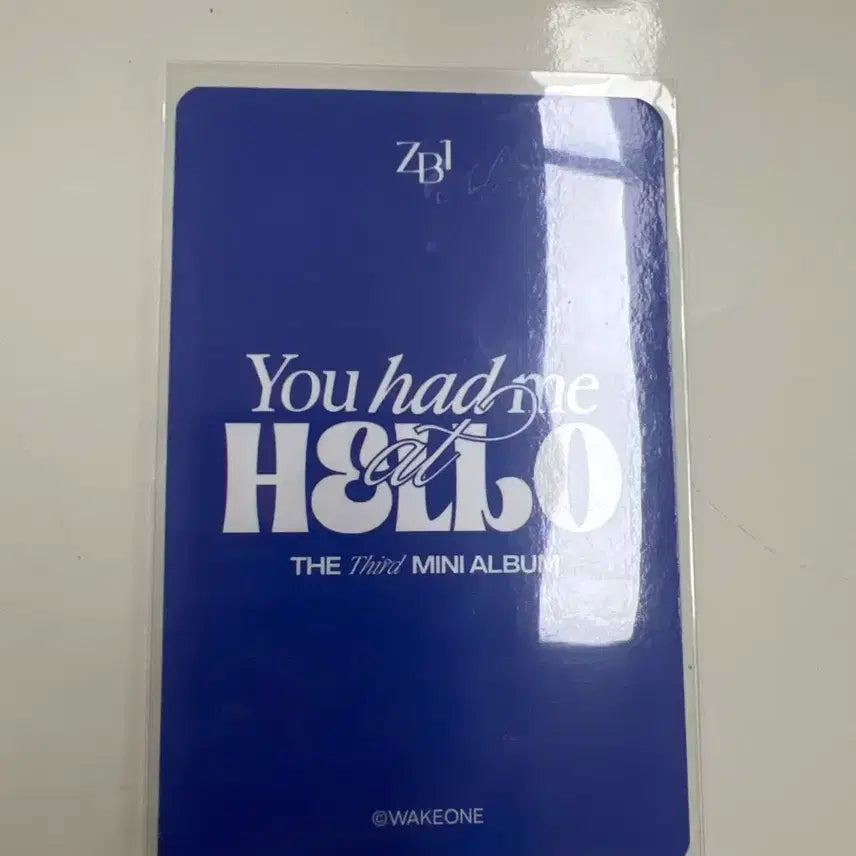 ZB1
You had me
at
HELLO
THE Third MINI ALBUM
©WAKEONE